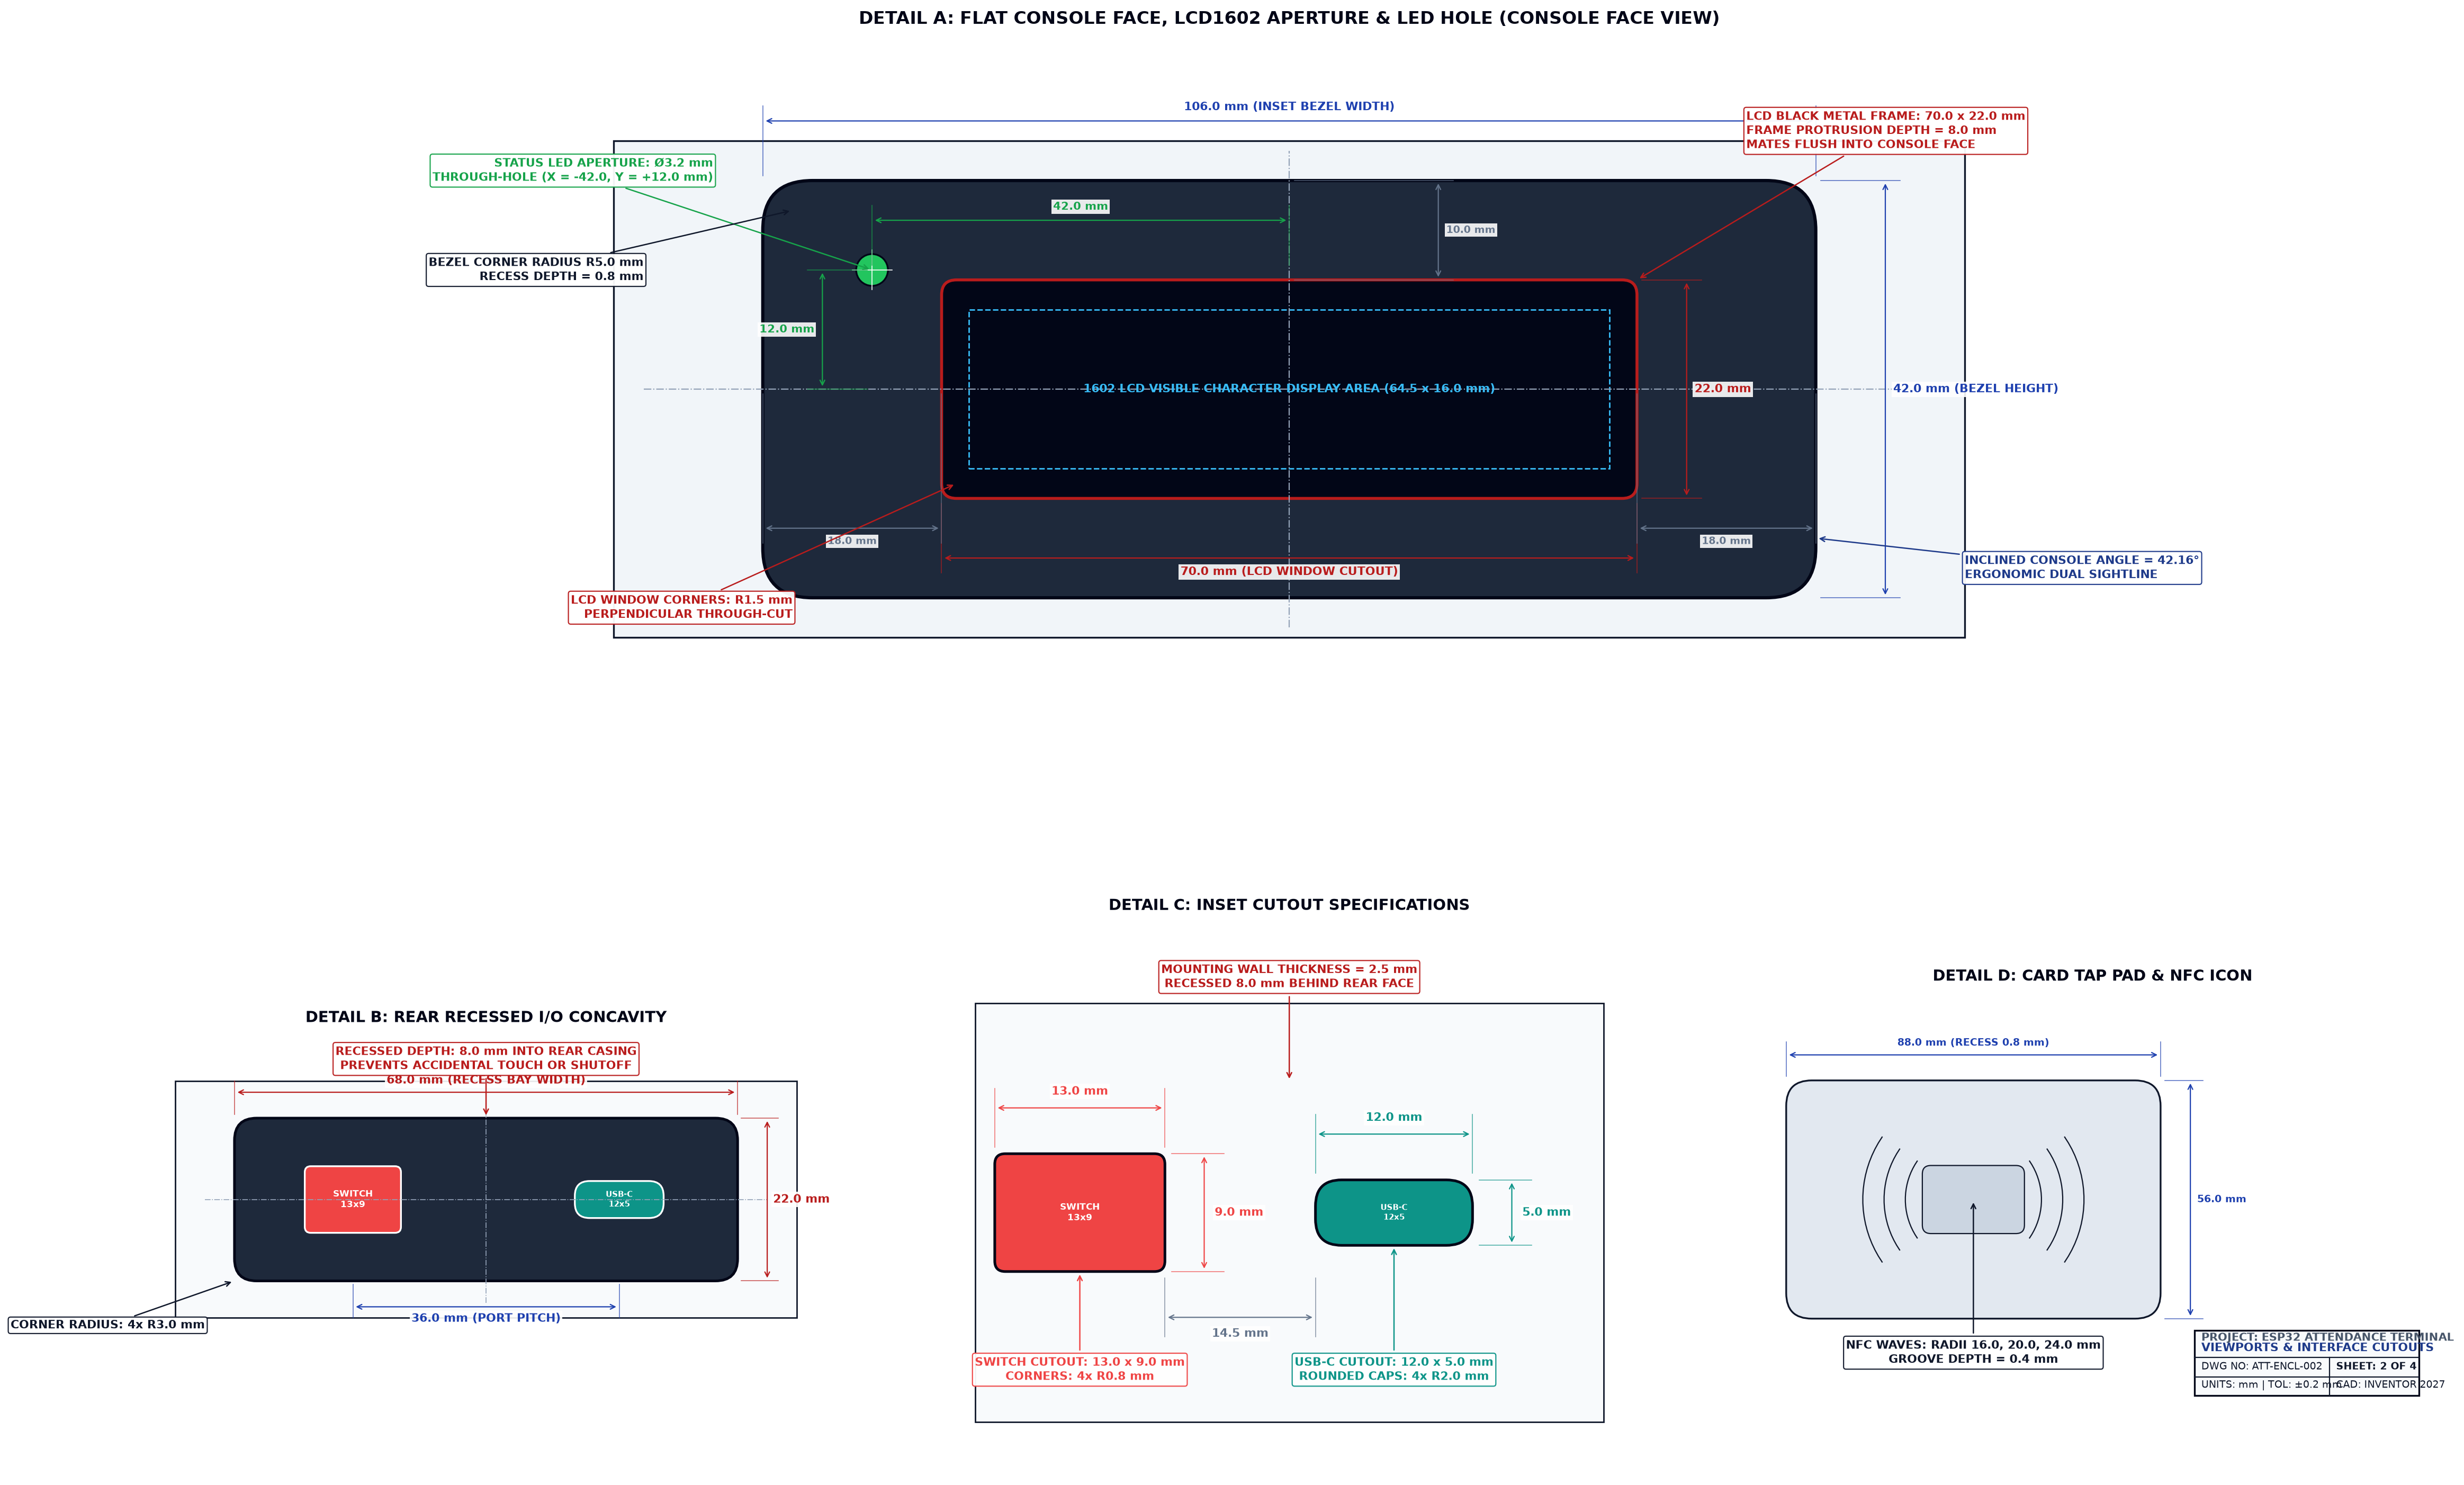 DETAIL A: FLAT CONSOLE FACE, LCD1602 APERTURE & LED HOLE (CONSOLE FACE VIEW)
106.0 mm (INSET BEZEL WIDTH)
LCD BLACK METAL FRAME: 70.0 x 22.0 mm
FRAME PROTRUSION DEPTH = 8.0 mm
MATES FLUSH INTO CONSOLE FACE
STATUS LED APERTURE: Ø3.2 mm
THROUGH-HOLE (X = -42.0, Y = +12.0 mm)
42.0 mm
10.0 mm
BEZEL CORNER RADIUS R5.0 mm
RECESS DEPTH = 0.8 mm
12.0 mm
1602 LCD VISIBLE CHARACTER DISPLAY AREA (64.5 x 16.0 mm)
22.0 mm
42.0 mm (BEZEL HEIGHT)
18.0 mm
18.0 mm
70.0 mm (LCD WINDOW CUTOUT)
INCLINED CONSOLE ANGLE = 42.16°
ERGONOMIC DUAL SIGHTLINE
LCD WINDOW CORNERS: R1.5 mm
PERPENDICULAR THROUGH-CUT
DETAIL B: REAR RECESSED I/O CONCAVITY
RECESSED DEPTH: 8.0 mm INTO REAR CASING
PREVENTS ACCIDENTAL TOUCH OR SHUTOFF
68.0 mm (RECESS BAY WIDTH)
SWITCH
13x9
USB-C
12x5
22.0 mm
CORNER RADIUS: 4x R3.0 mm
36.0 mm (PORT PITCH)
DETAIL C: INSET CUTOUT SPECIFICATIONS
MOUNTING WALL THICKNESS = 2.5 mm
RECESSED 8.0 mm BEHIND REAR FACE
13.0 mm
12.0 mm
SWITCH
13x9
9.0 mm
USB-C
12x5
5.0 mm
14.5 mm
SWITCH CUTOUT: 13.0 x 9.0 mm
CORNERS: 4x R0.8 mm
USB-C CUTOUT: 12.0 x 5.0 mm
ROUNDED CAPS: 4x R2.0 mm
DETAIL D: CARD TAP PAD & NFC ICON
88.0 mm (RECESS 0.8 mm)
56.0 mm
NFC WAVES: RADII 16.0, 20.0, 24.0 mm
GROOVE DEPTH = 0.4 mm
PROJECT: ESP32 ATTENDANCE TERMINAL
VIEWPORTS & INTERFACE CUTOUTS
DWG NO: ATT-ENCL-002
SHEET: 2 OF 4
UNITS: mm | TOL: ±0.2 mm
CAD: INVENTOR 2027